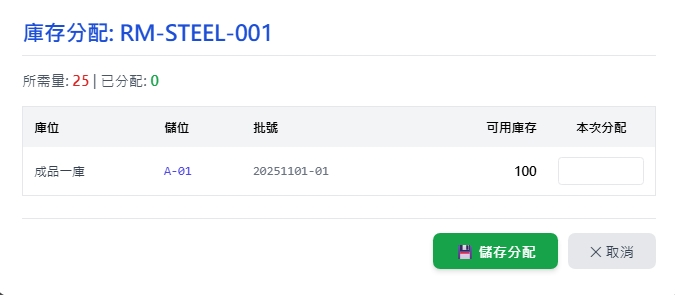 庫存分配: RM-STEEL-001
所需量: 25 | 已分配: 0
庫位 儲位 批號 可用庫存 本次分配
成品一庫 A-01 20251101-01 100
儲存分配 取消